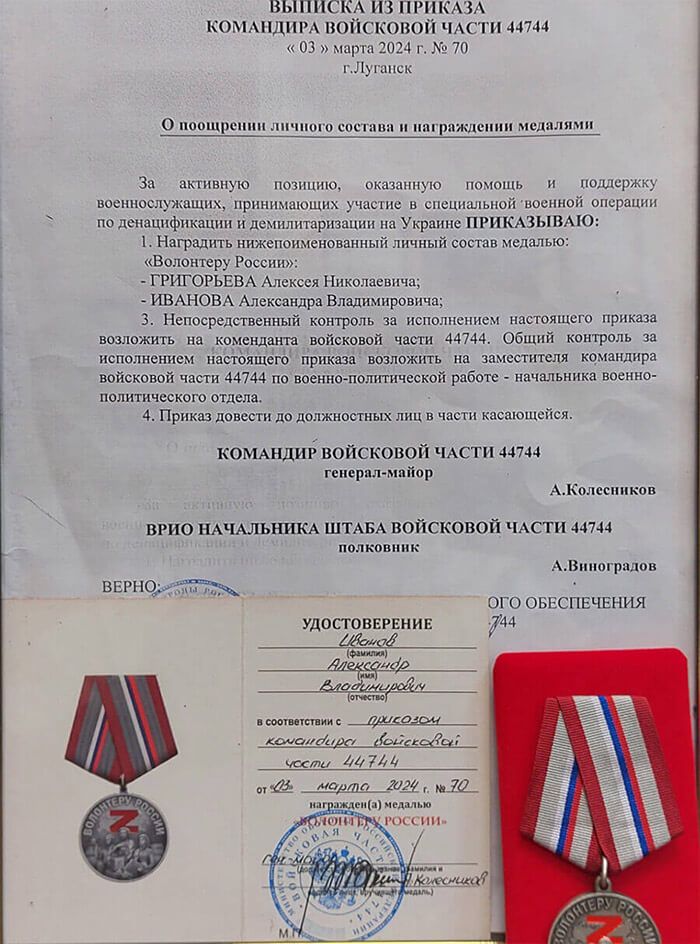 ВЫПИСКА ИЗ ПРИКАЗА
КОМАНДИРА ВОЙСКОВОЙ ЧАСТИ 44744
« 03 » марта 2024 г. № 70
г.Луганск
О поощрении личного состава и награждении медалями
За активную позицию, оказанную помощь и поддержку
военнослужащих, принимающих участие в специальной военной операции
по денацификации и демилитаризации на Украине ПРИКАЗЫВАЮ:
1. Наградить нижепоименованный личный состав медалью:
«Волонтеру России»:
- ГРИГОРЬЕВА Алексея Николаевича;
- ИВАНОВА Александра Владимировича;
3. Непосредственный контроль за исполнением настоящего приказа
возложить на коменданта войсковой части 44744. Общий контроль за
исполнением настоящего приказа возложить на заместителя командира
войсковой части 44744 по военно-политической работе - начальника военно-
политического отдела.
4. Приказ довести до должностных лиц в части касающейся.
КОМАНДИР ВОЙСКОВОЙ ЧАСТИ 44744
генерал-майор
А.Колесников
ВРИО НАЧАЛЬНИКА ШТАБА ВОЙСКОВОЙ ЧАСТИ 44744
полковник
А.Виноградов
ВЕРНО:
ОГО ОБЕСПЕЧЕНИЯ
44
УДОСТОВЕРЕНИЕ
Иванов
(фамилия)
Александр
(имя)
Владимирович
(отчество)
в соответствии с приказом
командира войсковой
части 44744
от «03» марта 2024 г. № 70
награжден(а) медалью
«ВОЛОНТЕРУ РОССИИ»
А.Колесников
М.П.
ВОЙСКОВАЯ ЧАСТЬ 44744
ВОЛОНТЕРУ РОССИИ
Z
ВОЛОНТЕРУ РОССИИ